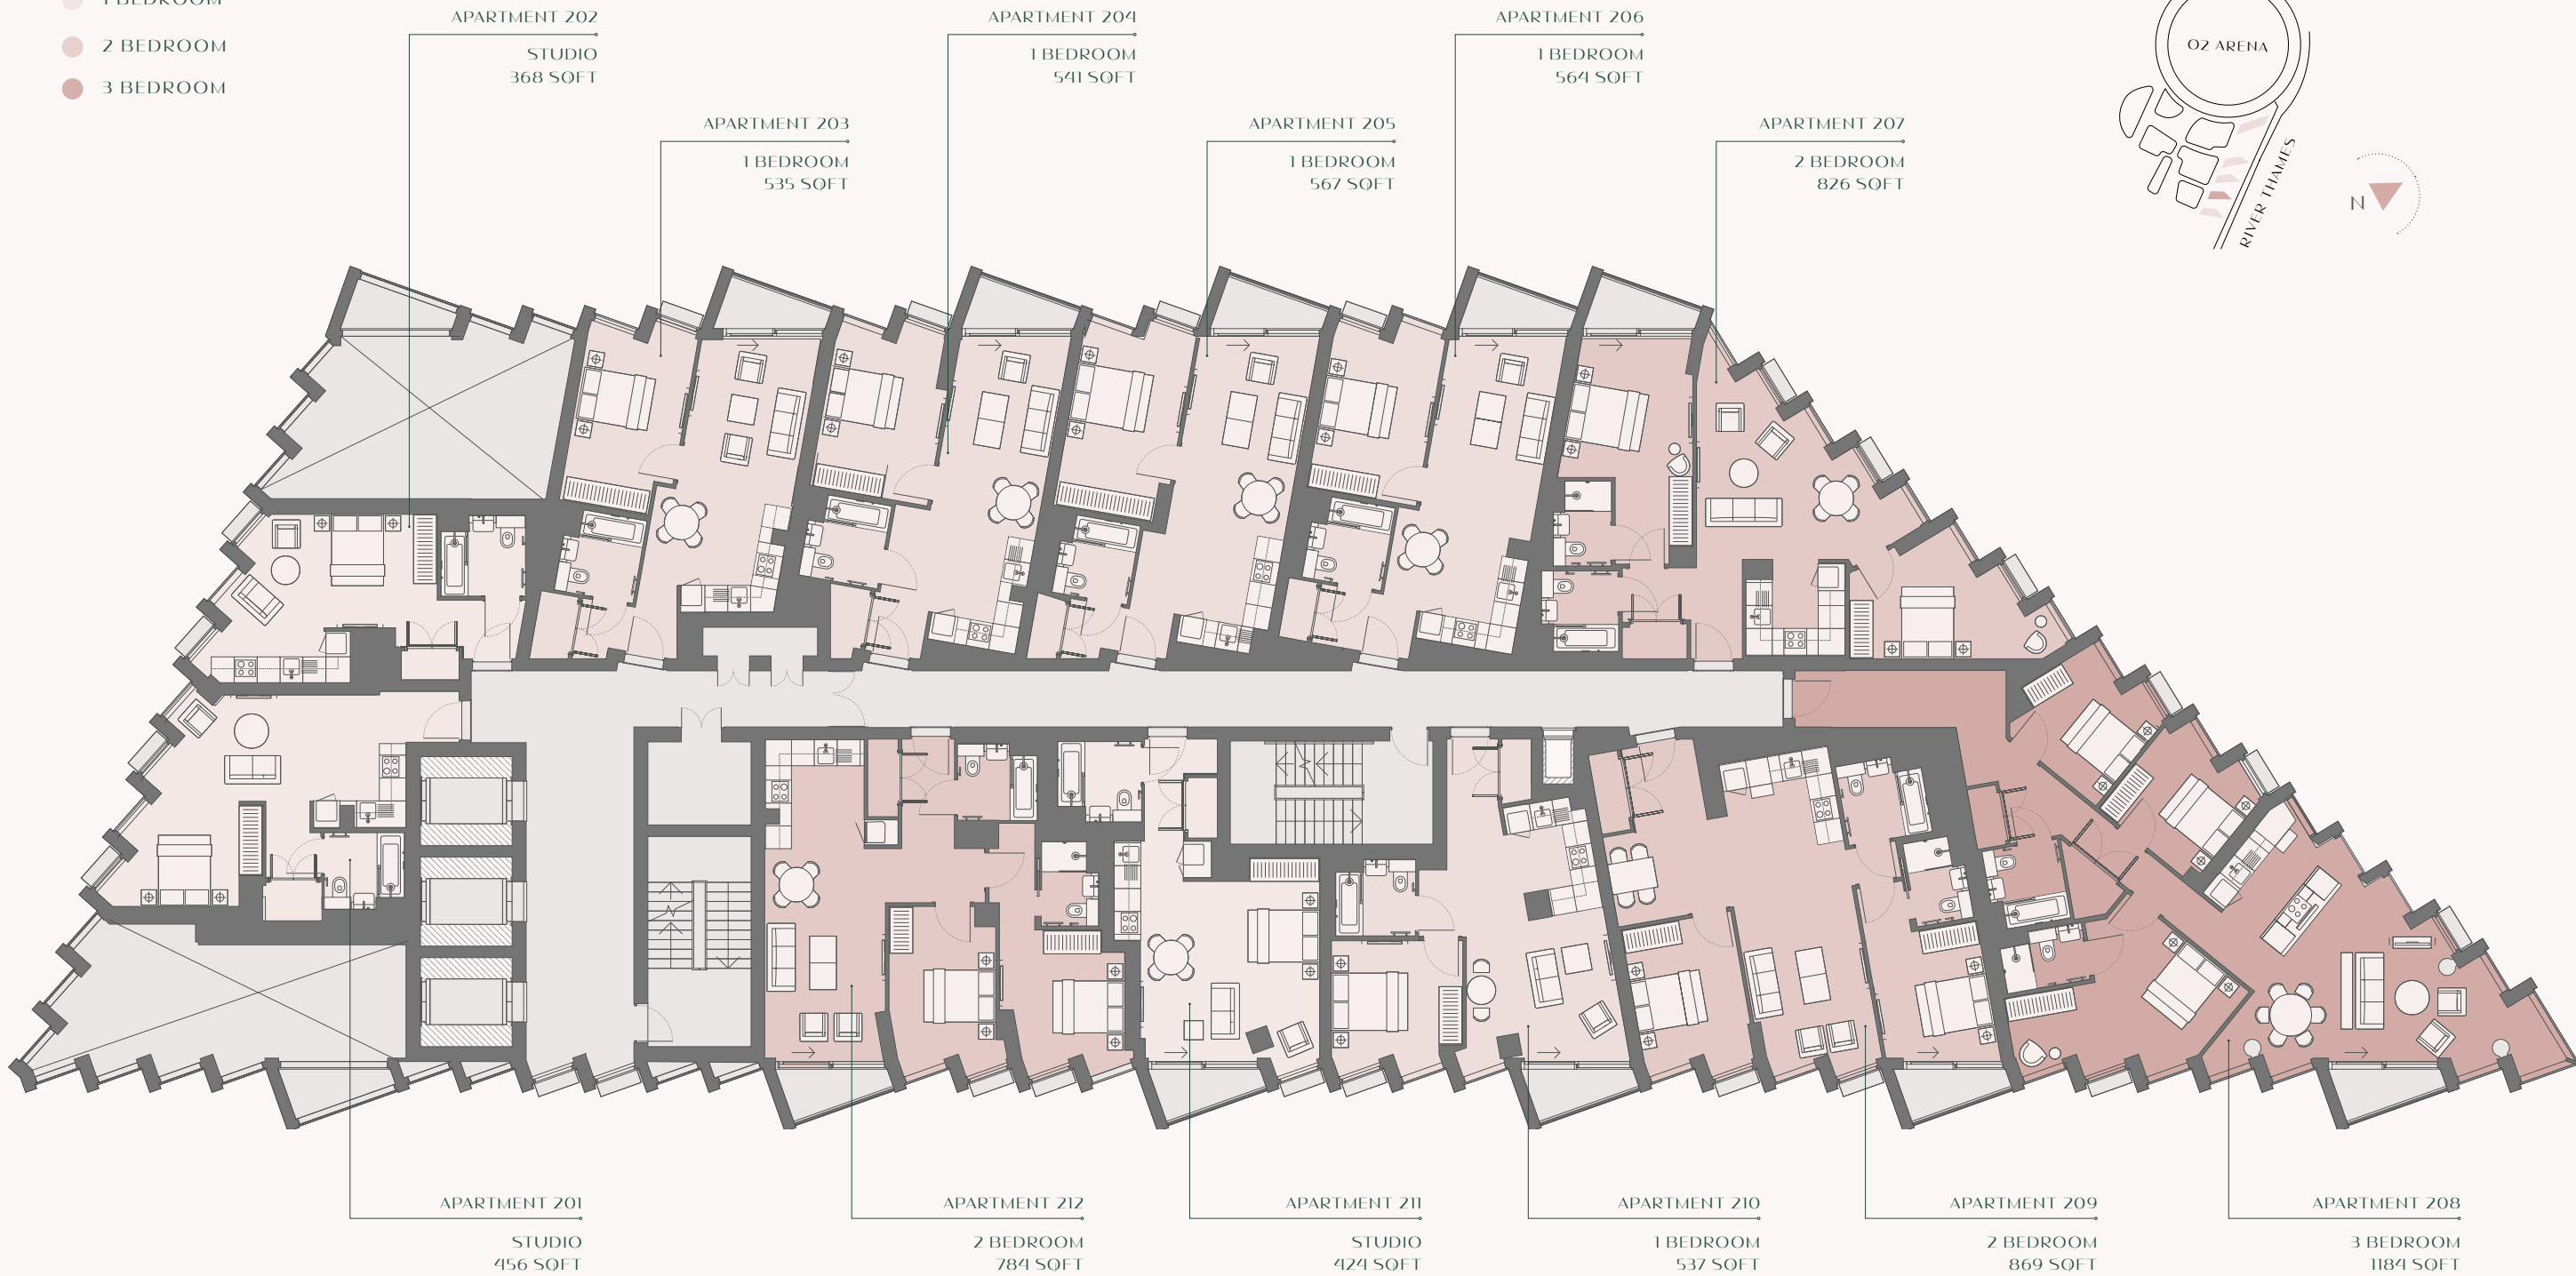 1 BEDROOM
2 BEDROOM
3 BEDROOM
APARTMENT 202
STUDIO
368 SQFT
APARTMENT 203
1 BEDROOM
535 SQFT
APARTMENT 204
1 BEDROOM
541 SQFT
APARTMENT 205
1 BEDROOM
567 SQFT
APARTMENT 206
1 BEDROOM
564 SQFT
APARTMENT 207
2 BEDROOM
826 SQFT
O2 ARENA
RIVER THAMES
N
APARTMENT 201
STUDIO
456 SQFT
APARTMENT 212
2 BEDROOM
784 SQFT
APARTMENT 211
STUDIO
424 SQFT
APARTMENT 210
1 BEDROOM
537 SQFT
APARTMENT 209
2 BEDROOM
869 SQFT
APARTMENT 208
3 BEDROOM
1184 SQFT